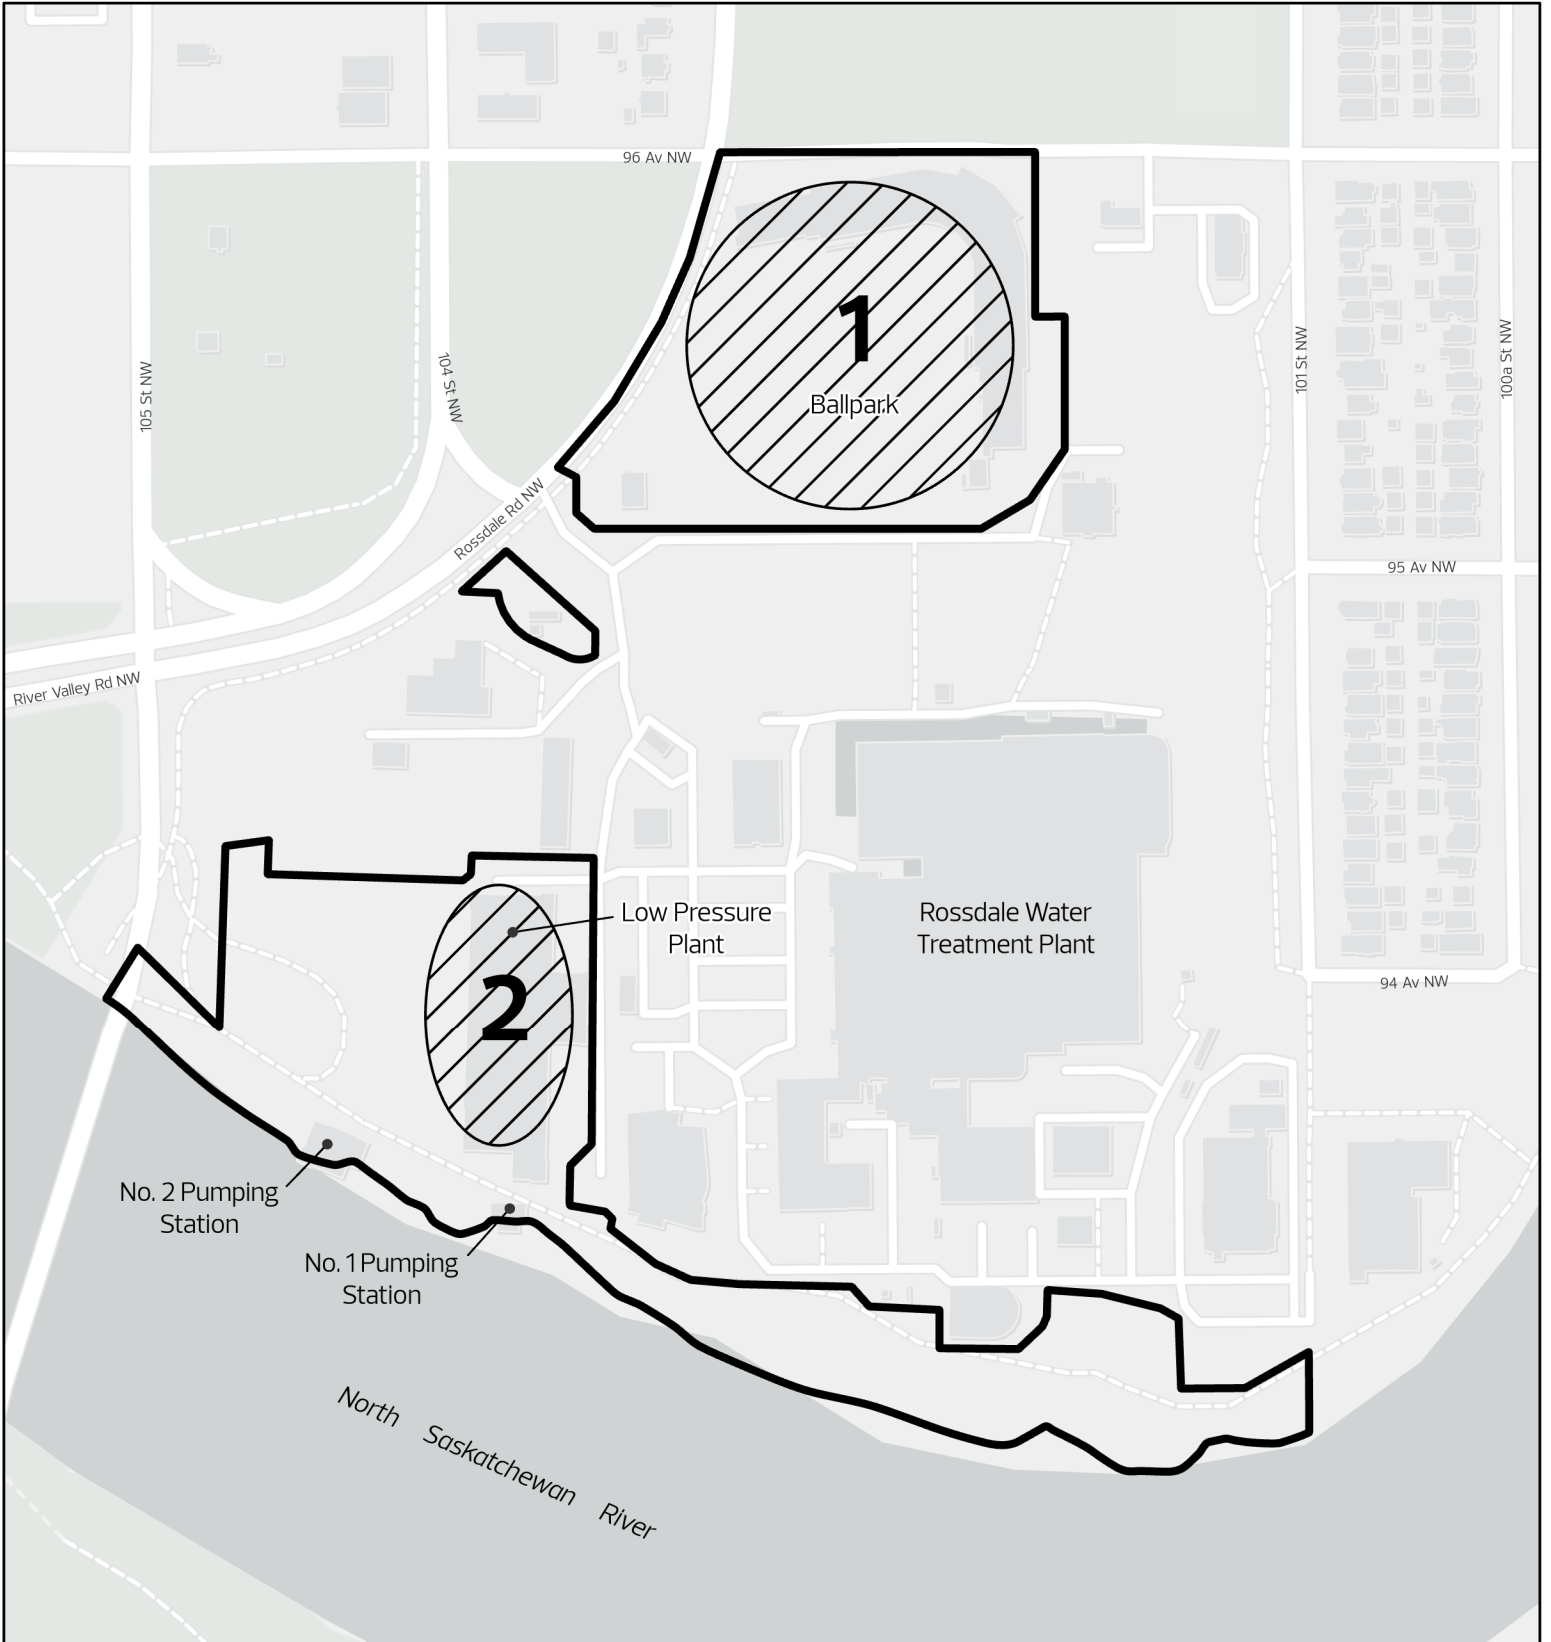 96 Av NW
1
Ballpark
105 St NW
104 St NW
101 St NW
100a St NW
Rossdale Rd NW
95 Av NW
River Valley Rd NW
Low Pressure
Plant
Rossdale Water
Treatment Plant
2
94 Av NW
No. 2 Pumping
Station
No. 1 Pumping
Station
North Saskatchewan River